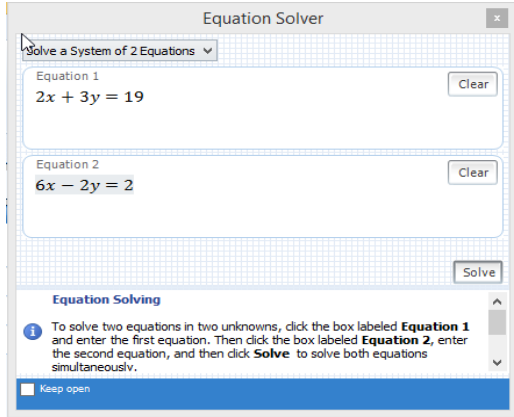 Equation Solver
x
Solve a System of 2 Equations
Equation 1
Clear
2x + 3y = 19
Equation 2
Clear
6x − 2y = 2
Solve
Equation Solving
To solve two equations in two unknowns, click the box labeled Equation 1
and enter the first equation. Then click the box labeled Equation 2, enter
the second equation, and then click Solve to solve both equations
simultaneously.
Keep open